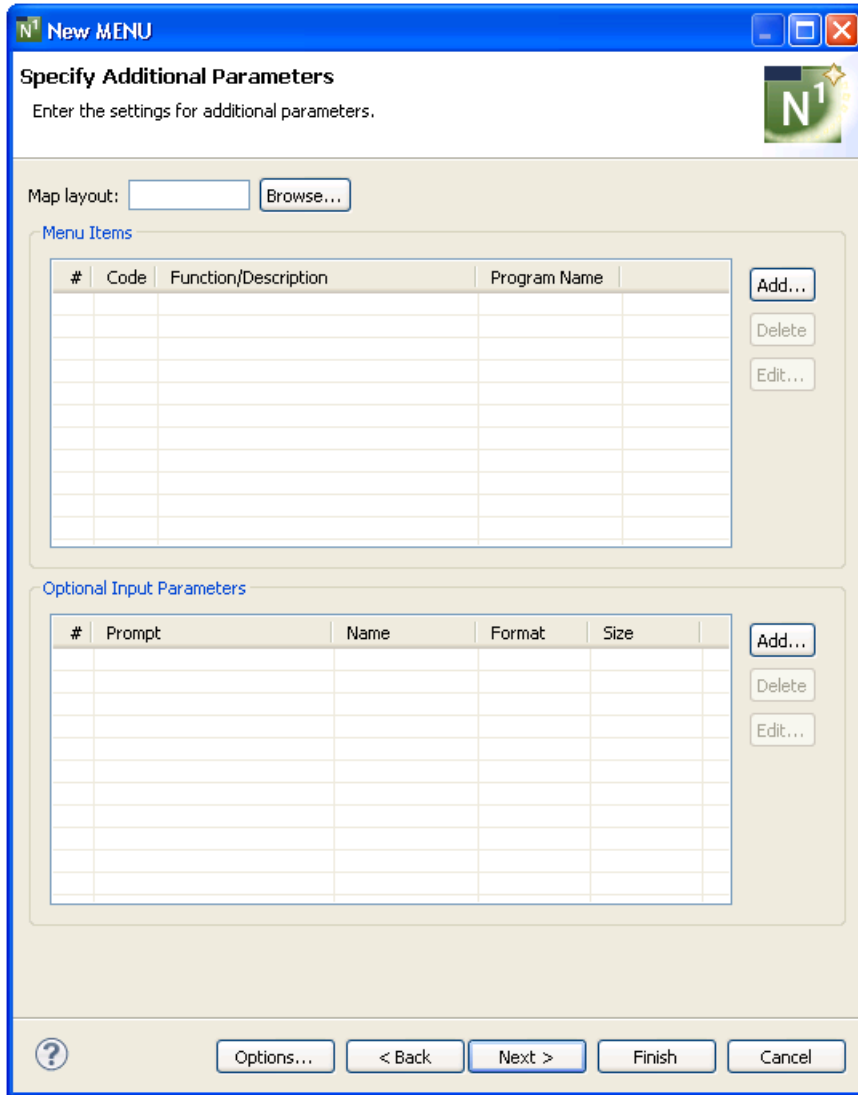 N1 New MENU
Specify Additional Parameters
Enter the settings for additional parameters.
N1
Map layout: Browse...
Menu Items
# Code Function/Description Program Name
Add...
Delete
Edit...
Optional Input Parameters
# Prompt Name Format Size
Add...
Delete
Edit...
? Options... < Back Next > Finish Cancel